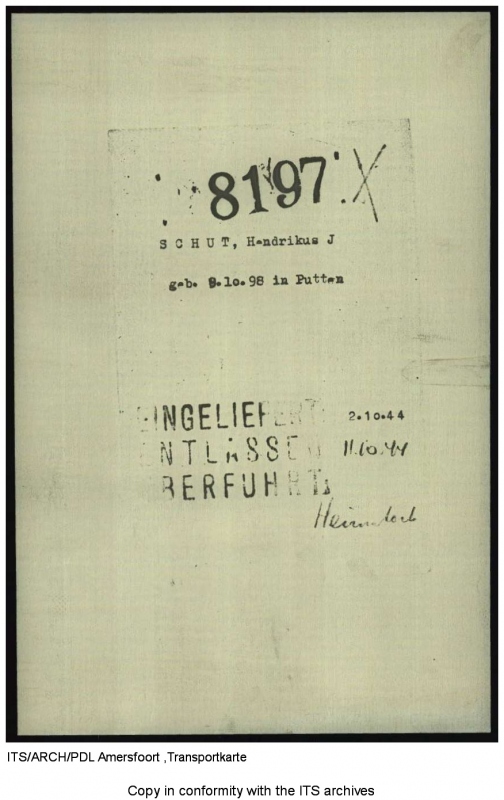 8197 X
SCHUT, Hendrikus J
geb. 9.10.98 in Putten
EINGELIEFERT 2.10.44
ENTLASSEN 11.10.44
ÜBERFÜHRT
ITS/ARCH/PDL Amersfoort ,Transportkarte
Copy in conformity with the ITS archives